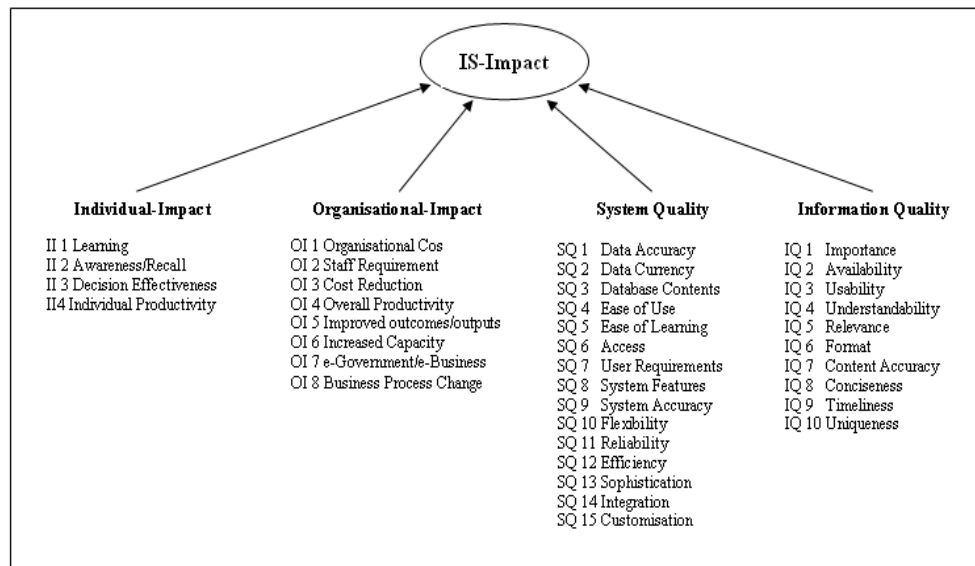 IS-Impact
Individual-Impact
II 1 Learning
II 2 Awareness/Recall
II 3 Decision Effectiveness
II4 Individual Productivity
Organisational-Impact
OI 1 Organisational Cos
OI 2 Staff Requirement
OI 3 Cost Reduction
OI 4 Overall Productivity
OI 5 Improved outcomes/outputs
OI 6 Increased Capacity
OI 7 e-Government/e-Business
OI 8 Business Process Change
System Quality
SQ 1 Data Accuracy
SQ 2 Data Currency
SQ 3 Database Contents
SQ 4 Ease of Use
SQ 5 Ease of Learning
SQ 6 Access
SQ 7 User Requirements
SQ 8 System Features
SQ 9 System Accuracy
SQ 10 Flexibility
SQ 11 Reliability
SQ 12 Efficiency
SQ 13 Sophistication
SQ 14 Integration
SQ 15 Customisation
Information Quality
IQ 1 Importance
IQ 2 Availability
IQ 3 Usability
IQ 4 Understandability
IQ 5 Relevance
IQ 6 Format
IQ 7 Content Accuracy
IQ 8 Conciseness
IQ 9 Timeliness
IQ 10 Uniqueness